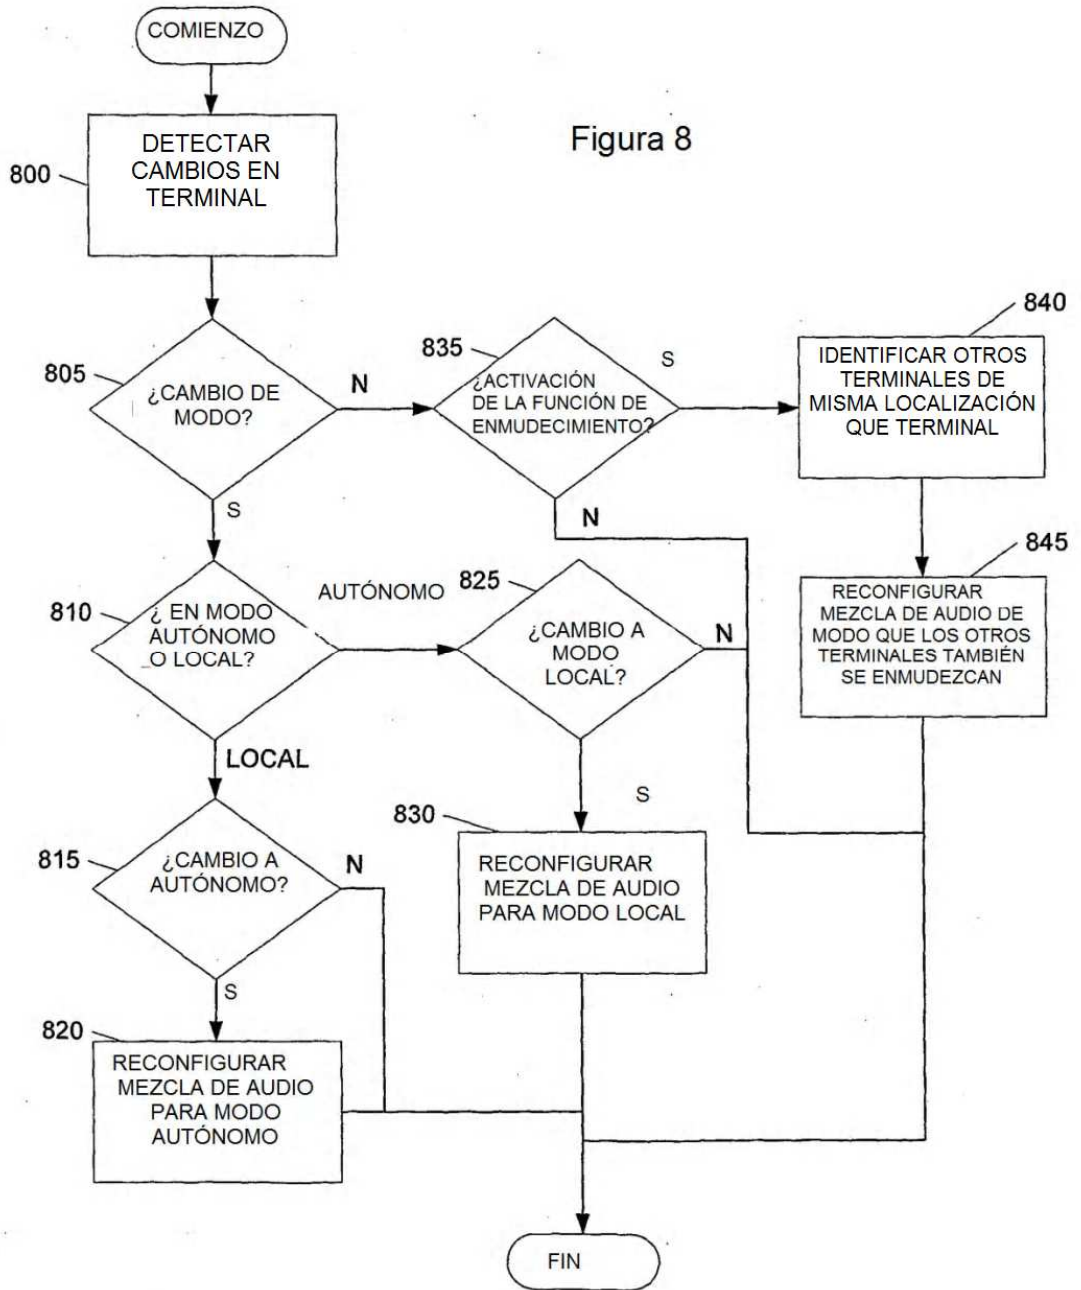 COMIENZO
Figura 8
800
DETECTAR
CAMBIOS EN
TERMINAL
805
¿CAMBIO DE
MODO?
N
S
835
¿ACTIVACIÓN
DE LA FUNCIÓN DE
ENMUDECIMIENTO?
S
N
840
IDENTIFICAR OTROS
TERMINALES DE
MISMA LOCALIZACIÓN
QUE TERMINAL
845
RECONFIGURAR
MEZCLA DE AUDIO DE
MODO QUE LOS OTROS
TERMINALES TAMBIÉN
SE ENMUDEZCAN
810
¿ EN MODO
AUTÓNOMO
O LOCAL?
AUTÓNOMO
LOCAL
825
¿CAMBIO A
MODO
LOCAL?
N
S
830
RECONFIGURAR
MEZCLA DE AUDIO
PARA MODO LOCAL
815
¿CAMBIO A
AUTÓNOMO?
N
S
820
RECONFIGURAR
MEZCLA DE AUDIO
PARA MODO
AUTÓNOMO
FIN